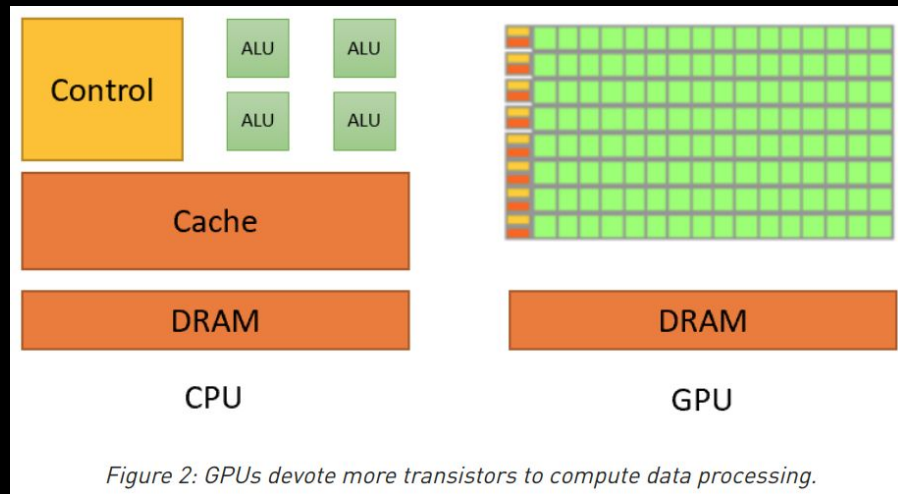 Control
ALU
ALU
ALU
ALU
Cache
DRAM
CPU
DRAM
GPU
Figure 2: GPUs devote more transistors to compute data processing.